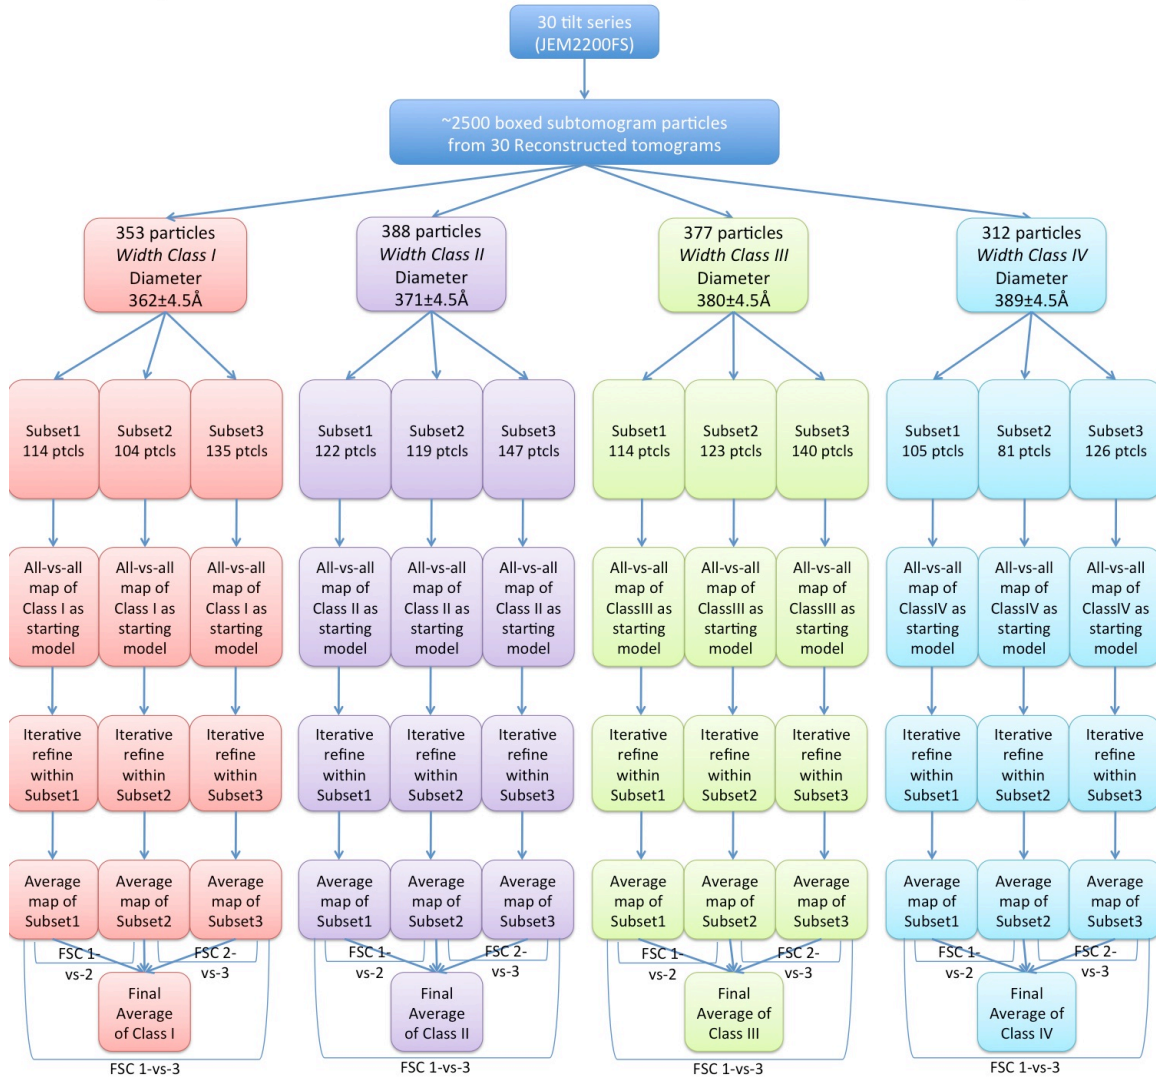 30 tilt series
(JEM2200FS)
~2500 boxed subtomogram particles
from 30 Reconstructed tomograms
353 particles
Width Class I
Diameter
362±4.5Å
388 particles
Width Class II
Diameter
371±4.5Å
377 particles
Width Class III
Diameter
380±4.5Å
312 particles
Width Class IV
Diameter
389±4.5Å
Subset1
114 ptcls
Subset2
104 ptcls
Subset3
135 ptcls
Subset1
122 ptcls
Subset2
119 ptcls
Subset3
147 ptcls
Subset1
114 ptcls
Subset2
123 ptcls
Subset3
140 ptcls
Subset1
105 ptcls
Subset2
81 ptcls
Subset3
126 ptcls
All-vs-all
map of
Class I as
starting
model
All-vs-all
map of
Class I as
starting
model
All-vs-all
map of
Class I as
starting
model
All-vs-all
map of
Class II as
starting
model
All-vs-all
map of
Class II as
starting
model
All-vs-all
map of
Class II as
starting
model
All-vs-all
map of
ClassIII as
starting
model
All-vs-all
map of
ClassIII as
starting
model
All-vs-all
map of
ClassIII as
starting
model
All-vs-all
map of
ClassIV as
starting
model
All-vs-all
map of
ClassIV as
starting
model
All-vs-all
map of
ClassIV as
starting
model
Iterative
refine
within
Subset1
Iterative
refine
within
Subset2
Iterative
refine
within
Subset3
Iterative
refine
within
Subset1
Iterative
refine
within
Subset2
Iterative
refine
within
Subset3
Iterative
refine
within
Subset1
Iterative
refine
within
Subset2
Iterative
refine
within
Subset3
Iterative
refine
within
Subset1
Iterative
refine
within
Subset2
Iterative
refine
within
Subset3
Average
map of
Subset1
Average
map of
Subset2
Average
map of
Subset3
Average
map of
Subset1
Average
map of
Subset2
Average
map of
Subset3
Average
map of
Subset1
Average
map of
Subset2
Average
map of
Subset3
Average
map of
Subset1
Average
map of
Subset2
Average
map of
Subset3
FSC 1-
vs-2
FSC 2-
vs-3
FSC 1-
vs-2
FSC 2-
vs-3
FSC 1-
vs-2
FSC 2-
vs-3
FSC 1-
vs-2
FSC 2-
vs-3
Final
Average
of Class I
Final
Average
of Class II
Final
Average of
Class III
Final
Average of
Class IV
FSC 1-vs-3
FSC 1-vs-3
FSC 1-vs-3
FSC 1-vs-3